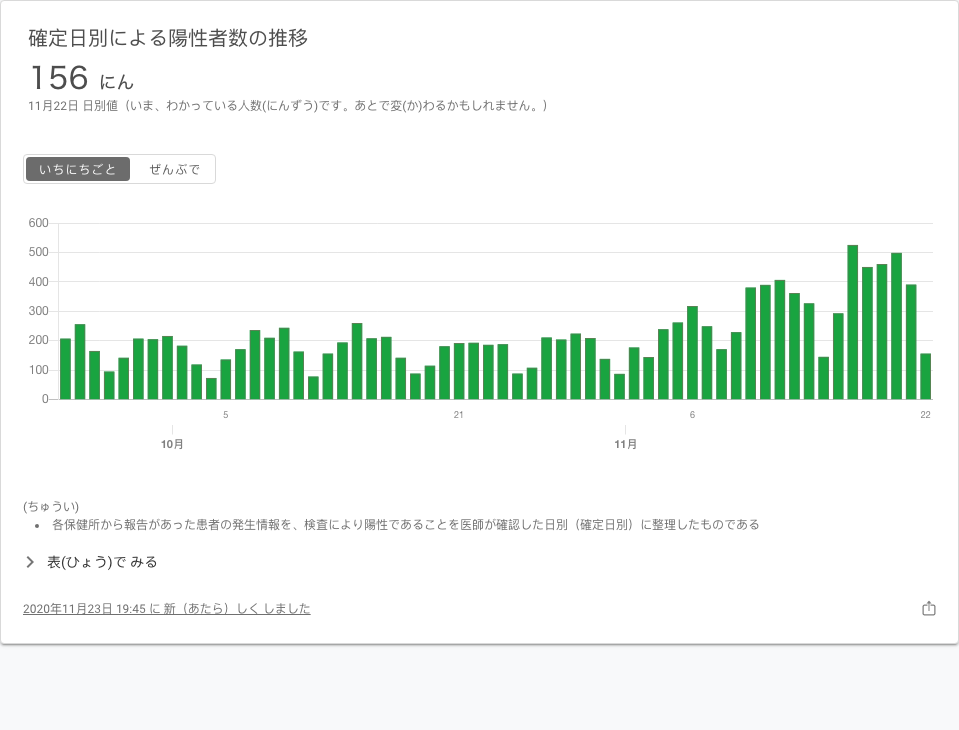 確定日別による陽性者数の推移
156 にん
11月22日 日別値（いま、わかっている人数(にんずう)です。あとで変(か)わるかもしれません。）
いちにちごと ぜんぶで
600
500
400
300
200
100
0
5 21 6 22
10月 11月
(ちゅうい)
• 各保健所から報告があった患者の発生情報を、検査により陽性であることを医師が確認した日別（確定日別）に整理したものである
表(ひょう)で みる
2020年11月23日 19:45 に 新（あたら）しく しました